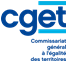 cget
Commissariat
général
à l'égalité
des territoires